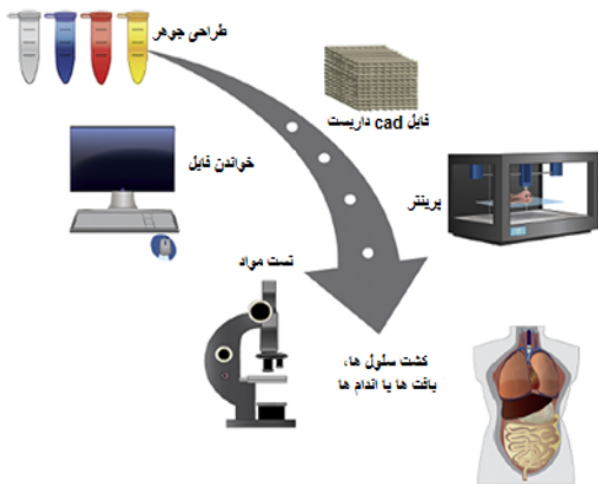 طراحی جوهر
فایل cad داربست
خواندن فایل
پرینتر
تست مواد
کشت سلول ها،
بافت ها یا اندام ها